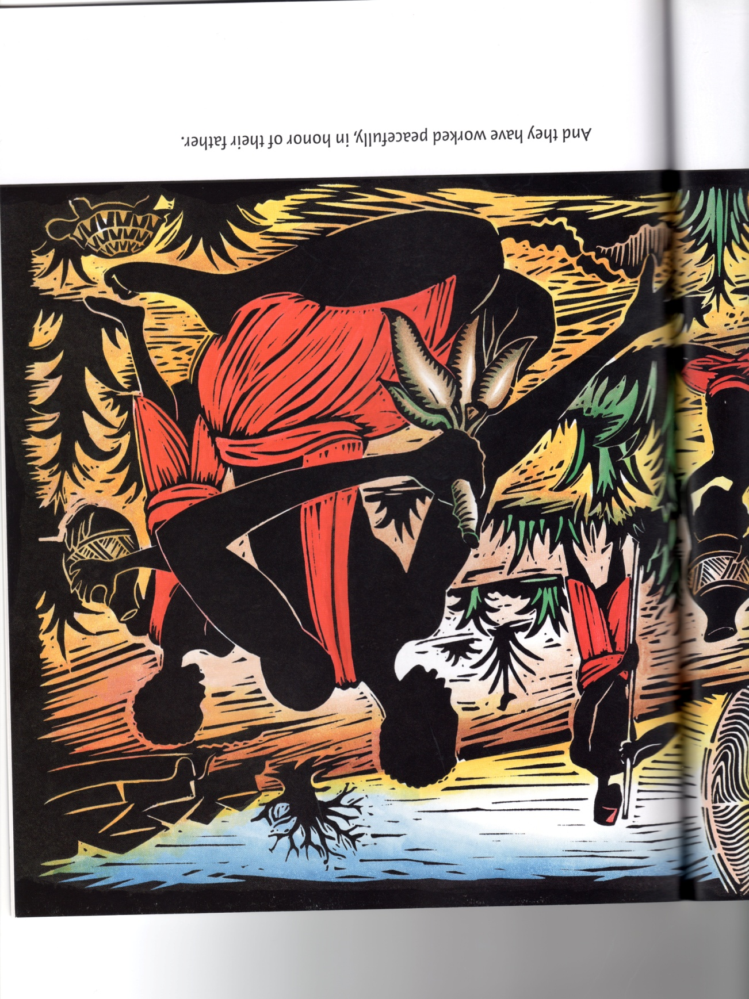 And they have worked peacefully, in honor of their father.